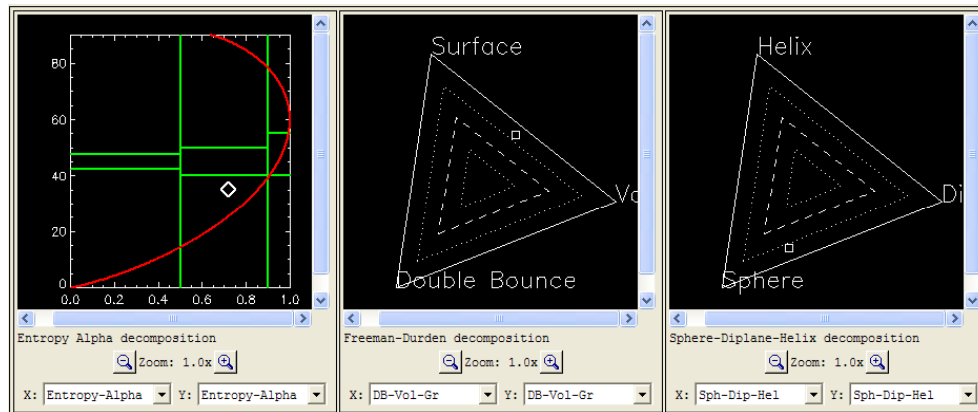 80
60
40
20
0
0.0 0.2 0.4 0.6 0.8 1.0
Entropy Alpha decomposition
Zoom: 1.0x
X: Entropy-Alpha Y: Entropy-Alpha
Surface
Vo
Double Bounce
Freeman-Durden decomposition
Zoom: 1.0x
X: DB-Vol-Gr Y: DB-Vol-Gr
Helix
Di
Sphere
Sphere-Diplane-Helix decomposition
Zoom: 1.0x
X: Sph-Dip-Hel Y: Sph-Dip-Hel